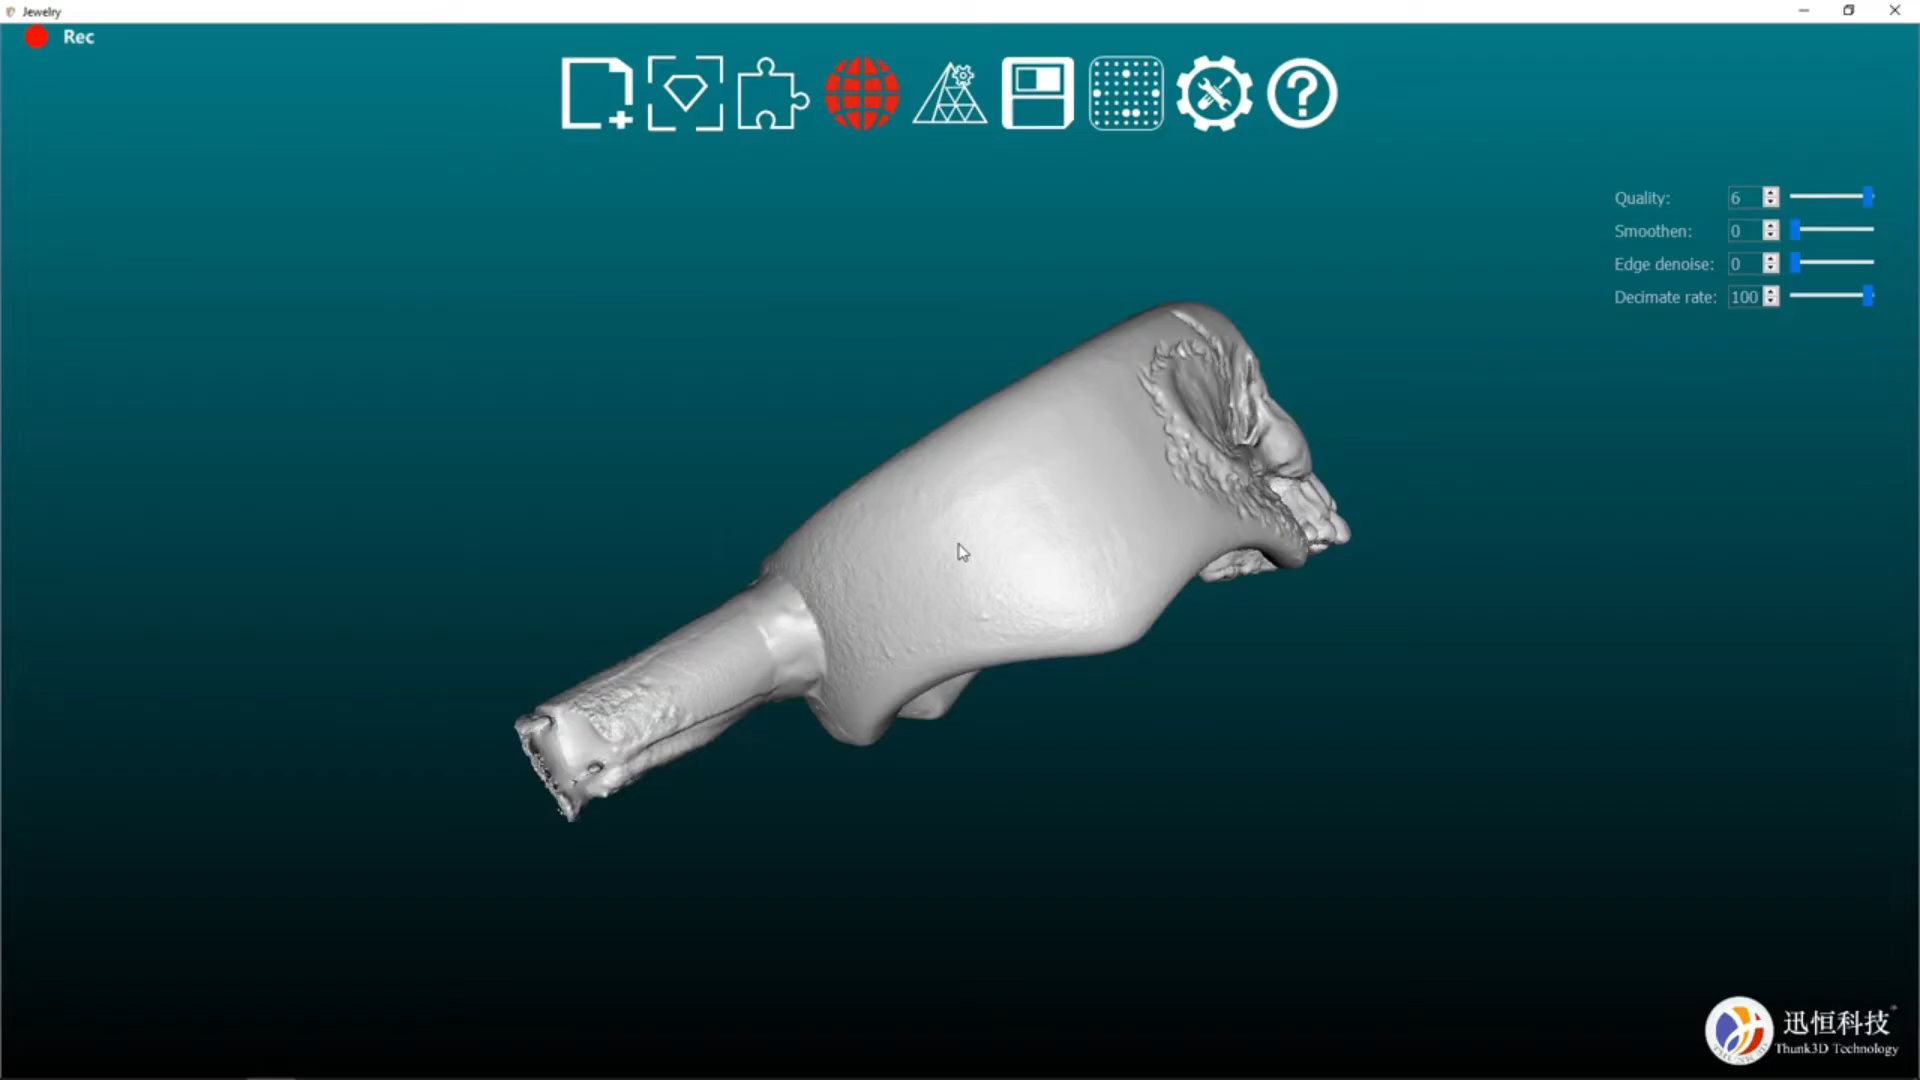 Jewelry
Rec
Quality: 6
Smoothen: 0
Edge denoise: 0
Decimate rate: 100
迅恒科技
Thunk3D Technology